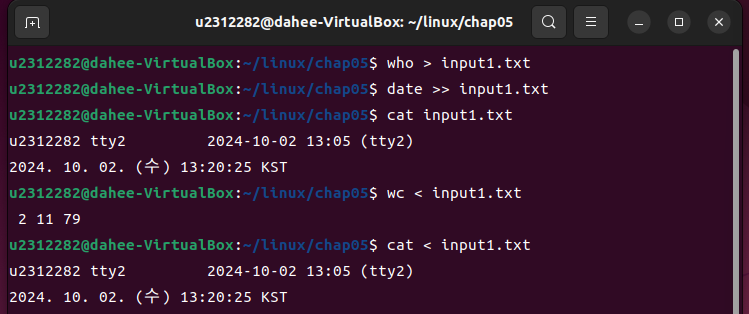 u2312282@dahee-VirtualBox: ~/linux/chap05
u2312282@dahee-VirtualBox:~/linux/chap05$ who > input1.txt
u2312282@dahee-VirtualBox:~/linux/chap05$ date >> input1.txt
u2312282@dahee-VirtualBox:~/linux/chap05$ cat input1.txt
u2312282 tty2         2024-10-02 13:05 (tty2)
2024. 10. 02. (수) 13:20:25 KST
u2312282@dahee-VirtualBox:~/linux/chap05$ wc < input1.txt
 2 11 79
u2312282@dahee-VirtualBox:~/linux/chap05$ cat < input1.txt
u2312282 tty2         2024-10-02 13:05 (tty2)
2024. 10. 02. (수) 13:20:25 KST